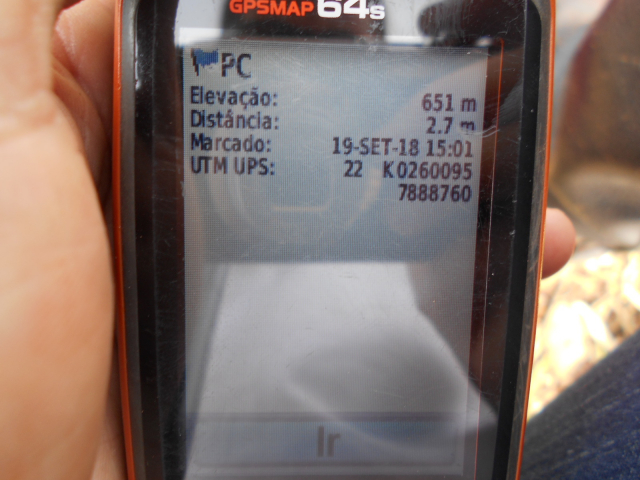 GPSMAP 64s
PC
Elevação: 651 m
Distância: 2.7 m
Marcado: 19-SET-18 15:01
UTM UPS: 22 K 0260095
7888760
Ir